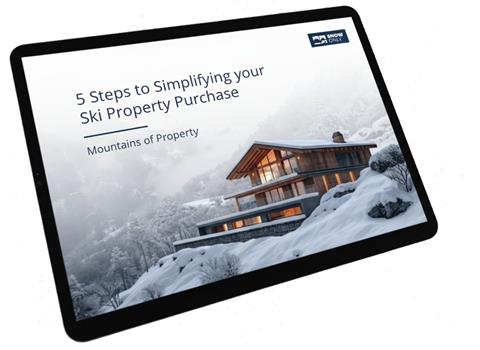 SNOW
ONLY
5 Steps to Simplifying your
Ski Property Purchase
Mountains of Property